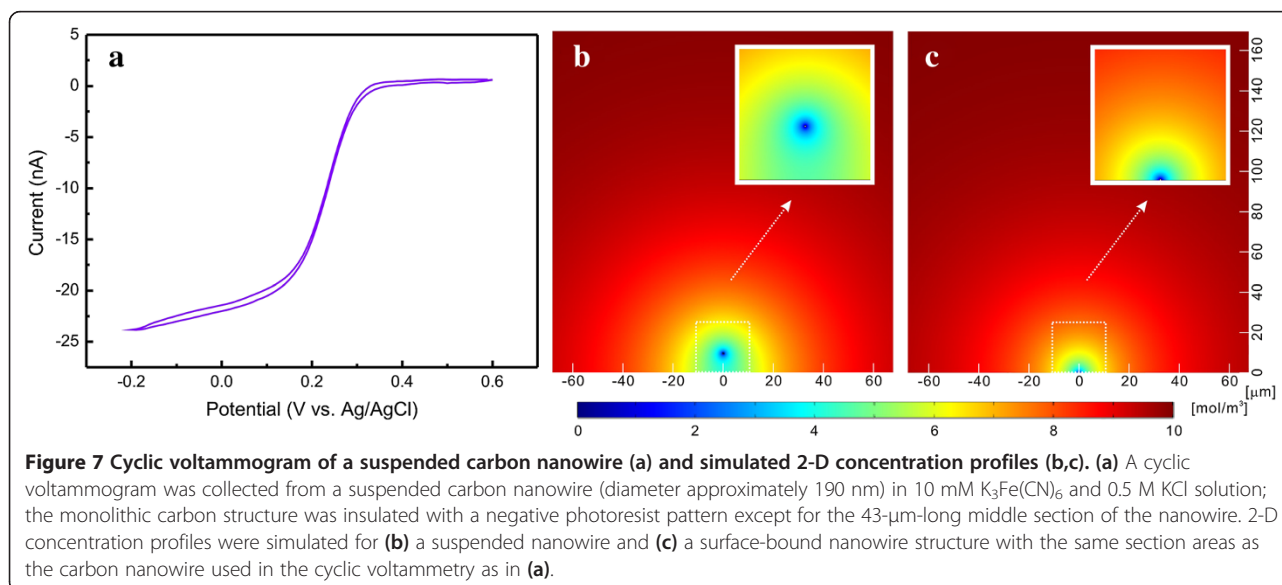 a
5
0
-5
-10
-15
-20
-25
Current (nA)
-0.2 0.0 0.2 0.4 0.6
Potential (V vs. Ag/AgCl)
b
-60 -40 -20 0 20 40 60
c
160
140
120
100
80
60
40
20
0
-60 -40 -20 0 20 40 60 [μm]
[mol/m³]
0 2 4 6 8 10
Figure 7 Cyclic voltammogram of a suspended carbon nanowire (a) and simulated 2-D concentration profiles (b,c). (a) A cyclic
voltammogram was collected from a suspended carbon nanowire (diameter approximately 190 nm) in 10 mM K₃Fe(CN)₆ and 0.5 M KCl solution;
the monolithic carbon structure was insulated with a negative photoresist pattern except for the 43-μm-long middle section of the nanowire. 2-D
concentration profiles were simulated for (b) a suspended nanowire and (c) a surface-bound nanowire structure with the same section areas as
the carbon nanowire used in the cyclic voltammetry as in (a).